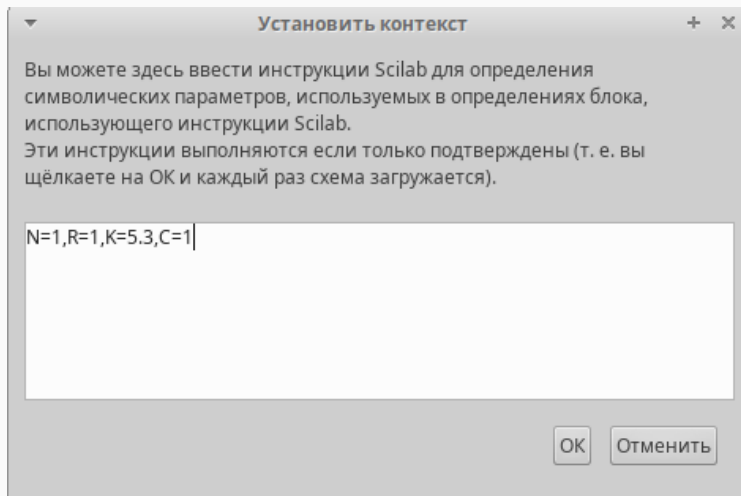 Установить контекст
Вы можете здесь ввести инструкции Scilab для определения
символических параметров, используемых в определениях блока,
использующего инструкции Scilab.
Эти инструкции выполняются если только подтверждены (т. е. вы
щёлкаете на ОК и каждый раз схема загружается).
N=1,R=1,K=5.3,C=1
ОК
Отменить